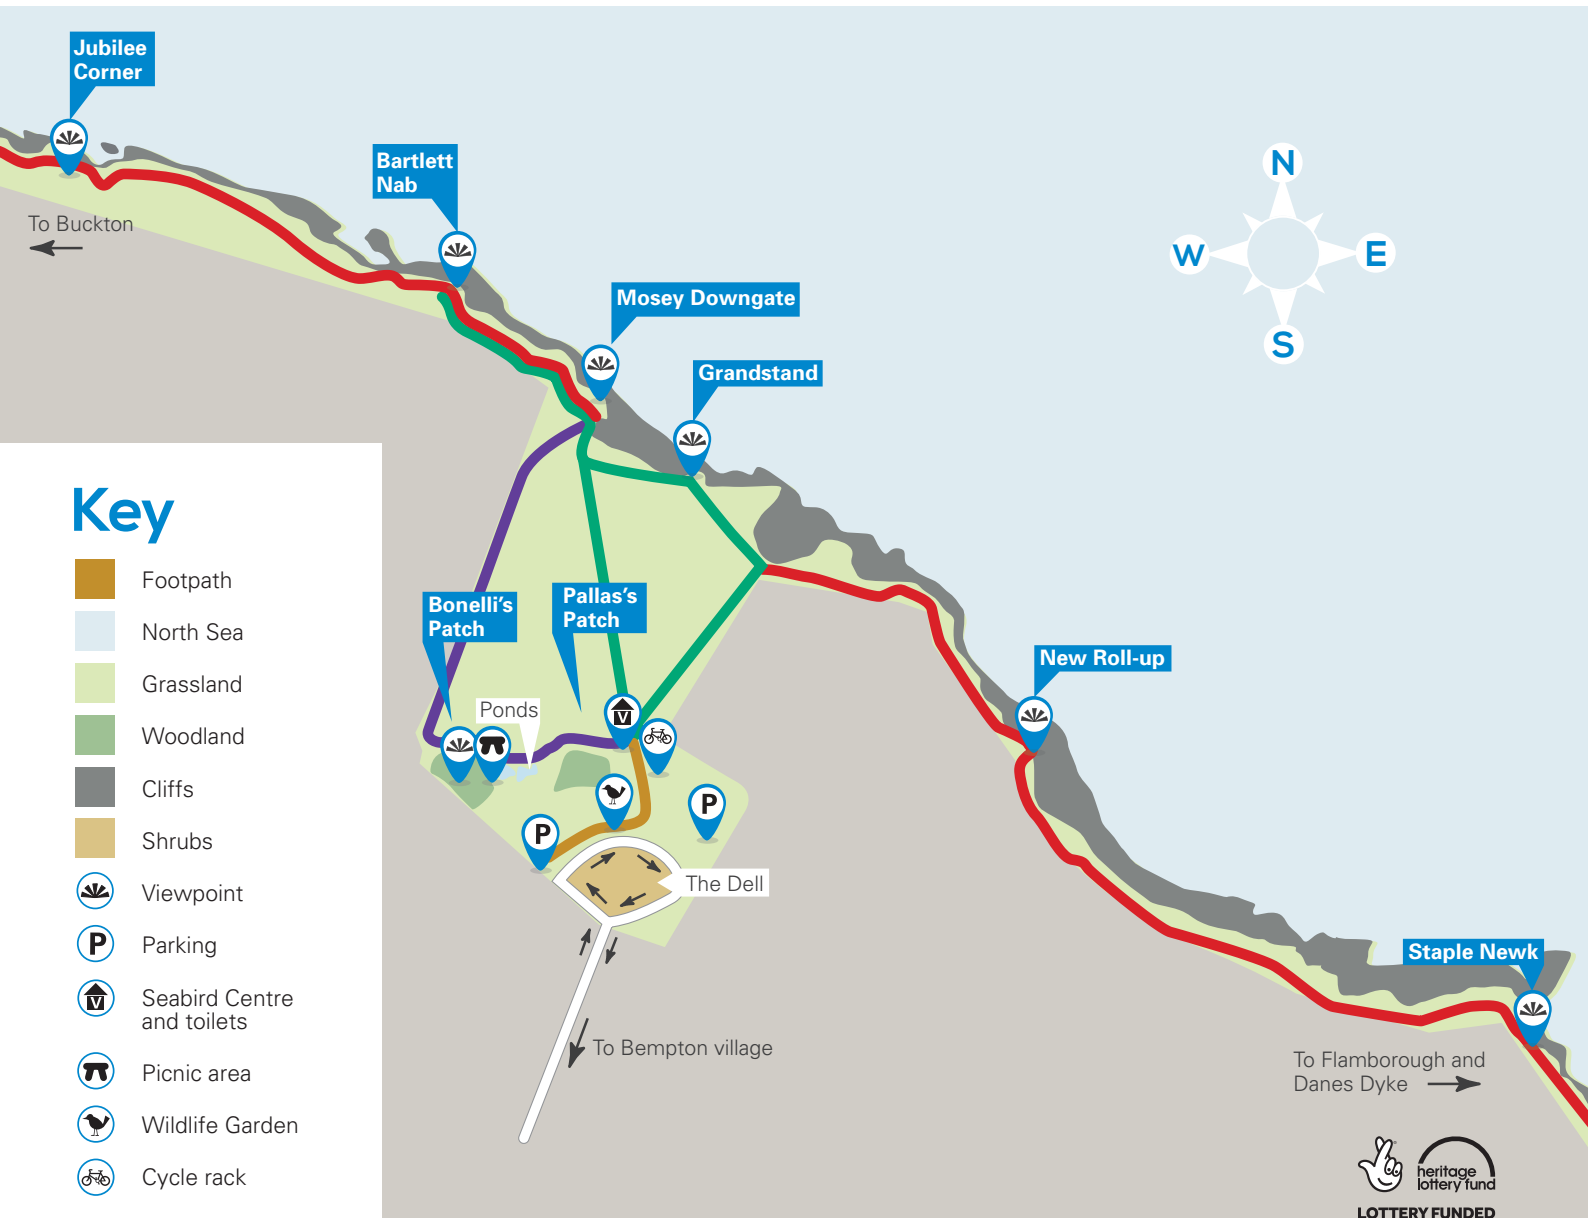 Jubilee
Corner
Bartlett
Nab
N
W
E
S
To Buckton
Mosey Downgate
Grandstand
Key
Footpath
North Sea
Grassland
Woodland
Cliffs
Shrubs
Viewpoint
P
Parking
V
Seabird Centre
and toilets
Picnic area
Wildlife Garden
Cycle rack
Bonelli's
Patch
Pallas's
Patch
New Roll-up
Ponds
V
P
P
The Dell
Staple Newk
To Bempton village
To Flamborough and
Danes Dyke
heritage
lottery fund
LOTTERY FUNDED